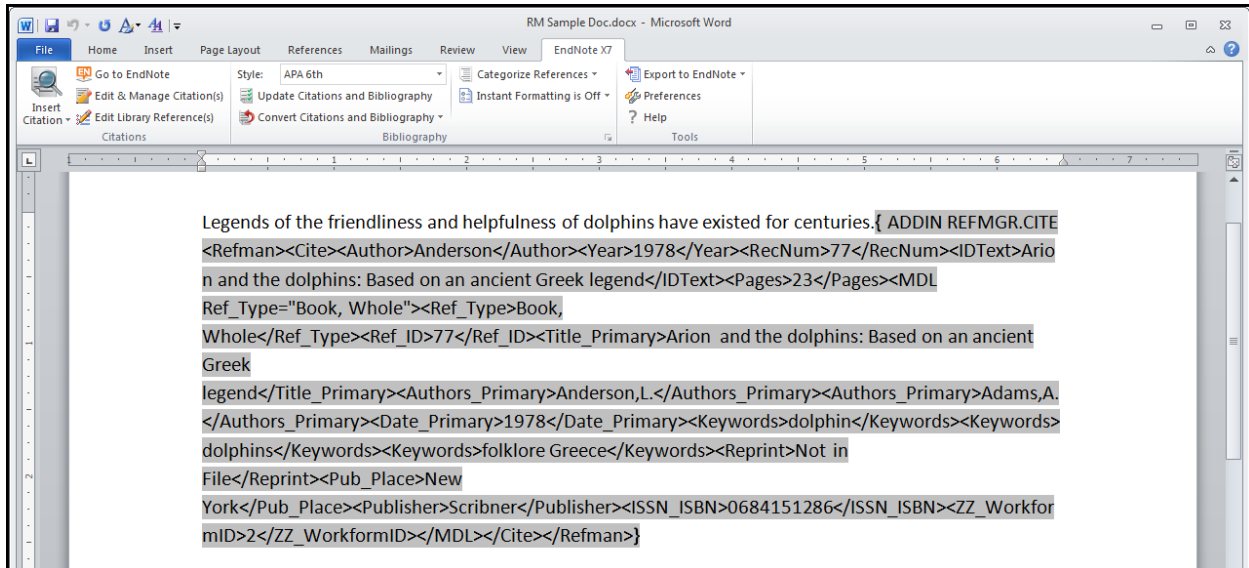 RM Sample Doc.docx - Microsoft Word
File Home Insert Page Layout References Mailings Review View EndNote X7
Go to EndNote Style: APA 6th Categorize References Export to EndNote
Edit & Manage Citation(s) Update Citations and Bibliography Instant Formatting is Off Preferences
Insert Citation Edit Library Reference(s) Convert Citations and Bibliography Help
Citations Bibliography Tools
1 2 3 4 5 6 7
Legends of the friendliness and helpfulness of dolphins have existed for centuries.{ ADDIN REFMGR.CITE
<Refman><Cite><Author>Anderson</Author><Year>1978</Year><RecNum>77</RecNum><IDText>Ario
n and the dolphins: Based on an ancient Greek legend</IDText><Pages>23</Pages><MDL
Ref_Type="Book, Whole"><Ref_Type>Book,
Whole</Ref_Type><Ref_ID>77</Ref_ID><Title_Primary>Arion  and the dolphins: Based on an ancient
Greek
legend</Title_Primary><Authors_Primary>Anderson,L.</Authors_Primary><Authors_Primary>Adams,A.
</Authors_Primary><Date_Primary>1978</Date_Primary><Keywords>dolphin</Keywords><Keywords>
dolphins</Keywords><Keywords>folklore Greece</Keywords><Reprint>Not in
File</Reprint><Pub_Place>New
York</Pub_Place><Publisher>Scribner</Publisher><ISSN_ISBN>0684151286</ISSN_ISBN><ZZ_Workfor
mID>2</ZZ_WorkformID></MDL></Cite></Refman>}